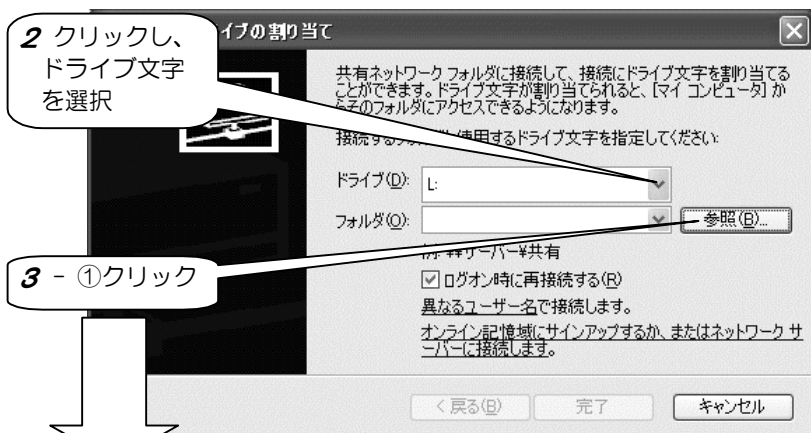 イブの割り当て
2 クリックし、
ドライブ文字
を選択
共有ネットワーク フォルダに接続して、接続にドライブ文字を割り当てる
ことができます。ドライブ文字が割り当てられると、[マイ コンピュータ] か
らそのフォルダにアクセスできるようになります。
接続する 使用するドライブ文字を指定してください:
ドライブ(D): L:
フォルダ(O): 参照(B)...
例: ¥¥サーバー¥共有
3 - ①クリック
ログオン時に再接続する(R)
異なるユーザー名で接続します。
オンライン記憶域にサインアップするか、またはネットワーク サ
ーバーに接続します。
< 戻る(B) 完了 キャンセル